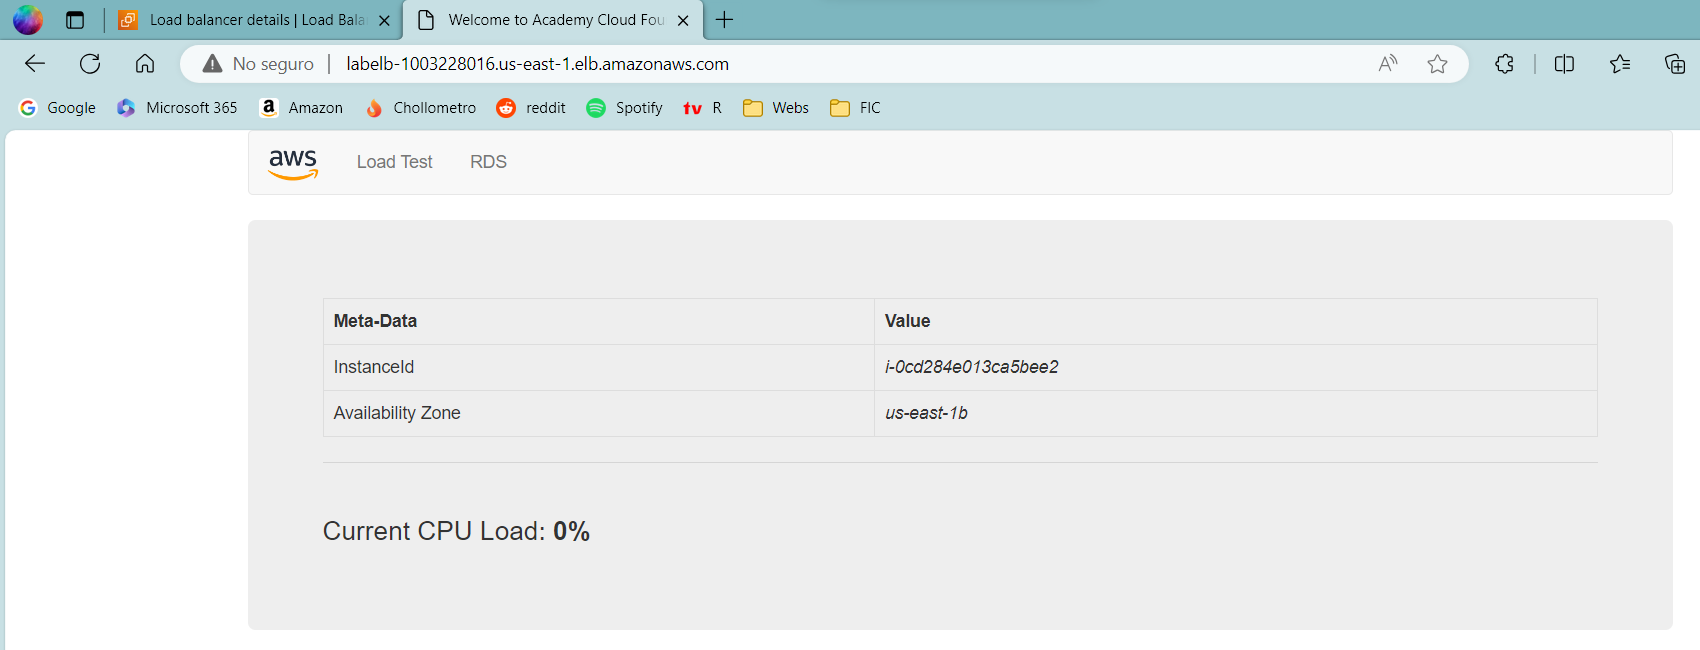 Load balancer details | Load Bala
Welcome to Academy Cloud Fou
No seguro | labelb-1003228016.us-east-1.elb.amazonaws.com
Google Microsoft 365 Amazon Chollometro reddit Spotify tv R Webs FIC
aws Load Test RDS
Meta-Data Value
InstanceId i-0cd284e013ca5bee2
Availability Zone us-east-1b
Current CPU Load: 0%